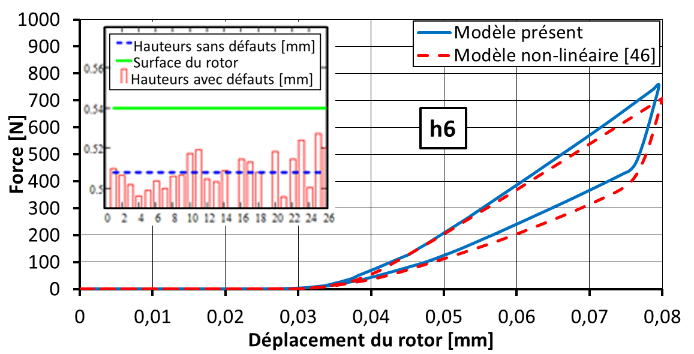 1000
900
800
700
600
500
400
300
200
100
0
Force [N]
0 0,01 0,02 0,03 0,04 0,05 0,06 0,07 0,08
Déplacement du rotor [mm]
Modèle présent
Modèle non-linéaire [46]
h6
Hauteurs sans défauts [mm]
Surface du rotor
Hauteurs avec défauts [mm]
0.56
0.54
0.52
0.5
0 2 4 6 8 10 12 14 16 18 20 22 24 26